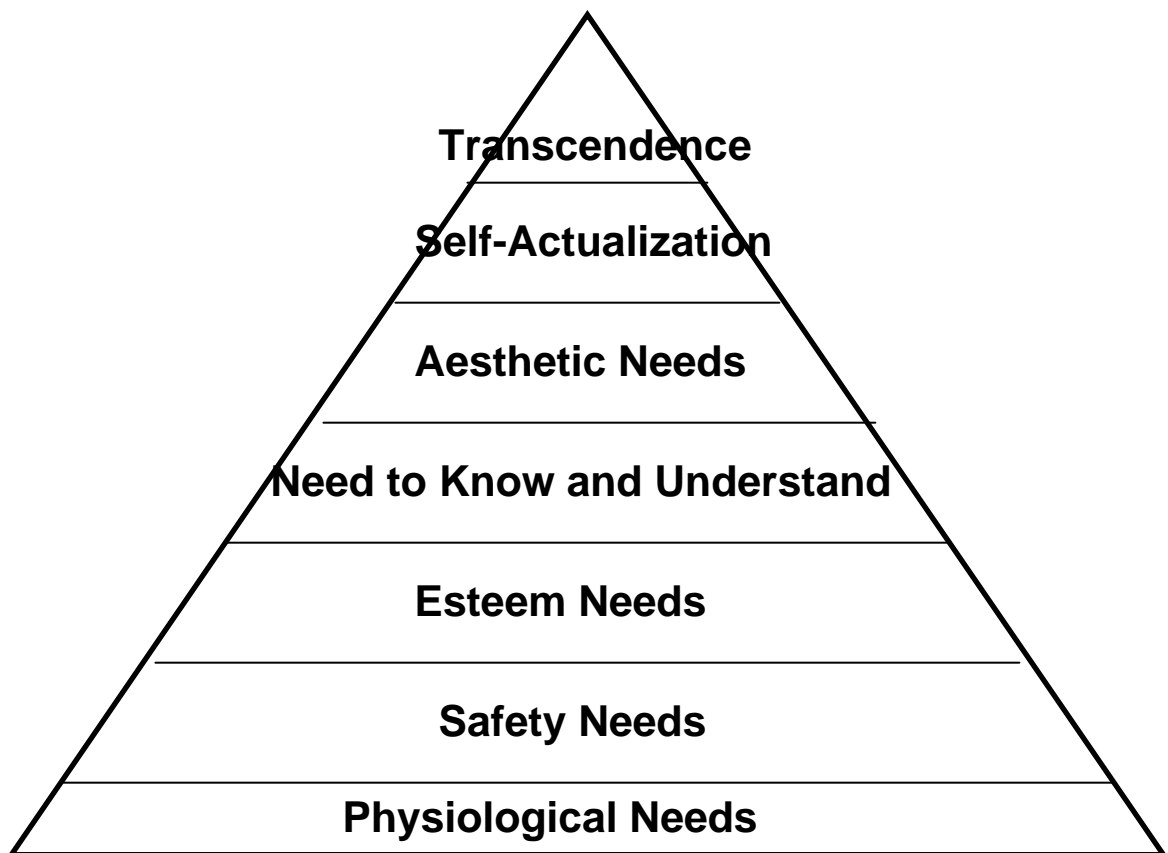 Transcendence
Self-Actualization
Aesthetic Needs
Need to Know and Understand
Esteem Needs
Safety Needs
Physiological Needs